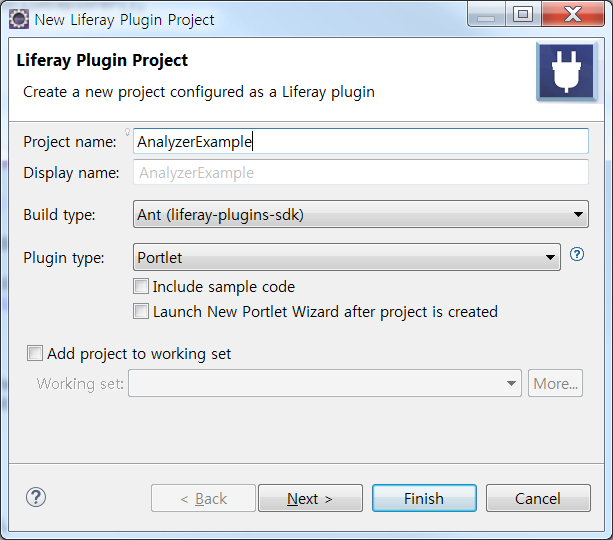 New Liferay Plugin Project
Liferay Plugin Project
Create a new project configured as a Liferay plugin
Project name: AnalyzerExample
Display name: AnalyzerExample
Build type: Ant (liferay-plugins-sdk)
Plugin type: Portlet
Include sample code
Launch New Portlet Wizard after project is created
Add project to working set
Working set: More...
< Back Next > Finish Cancel